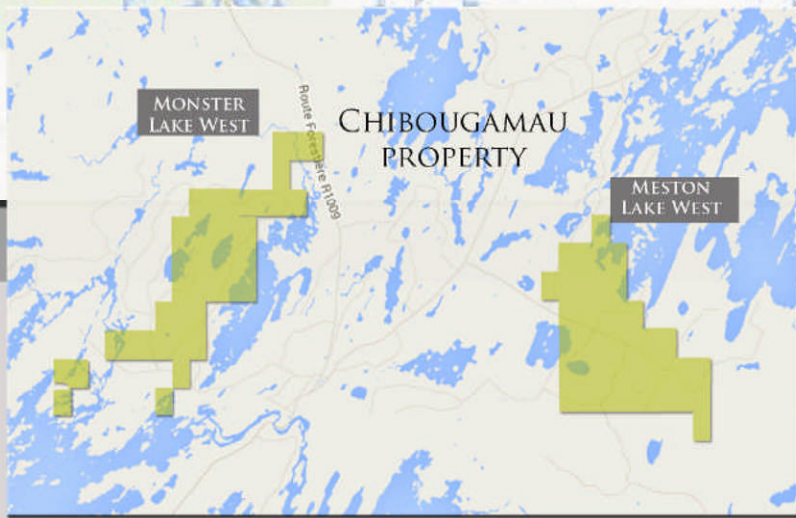 MONSTER
LAKE WEST
Route Forestière R1009
CHIBOUGAMAU
PROPERTY
MESTON
LAKE WEST